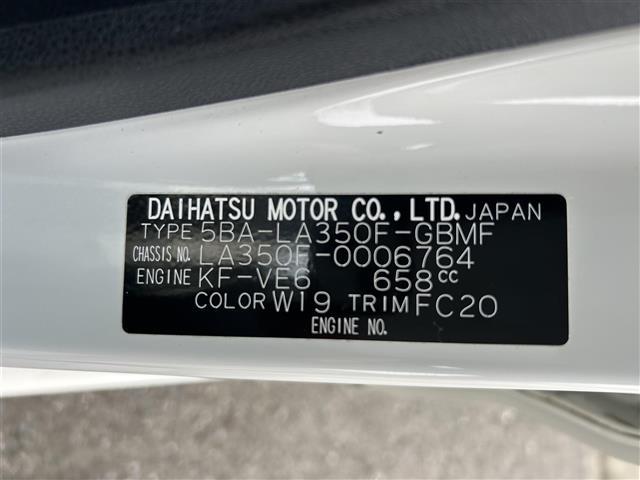 DAIHATSU MOTOR CO.,LTD. JAPAN
TYPE 5BA-LA350F-GBMF
CHASSIS NO. LA350F-0006764
ENGINE KF-VE6 658cc
COLOR W19 TRIM FC20
ENGINE NO.